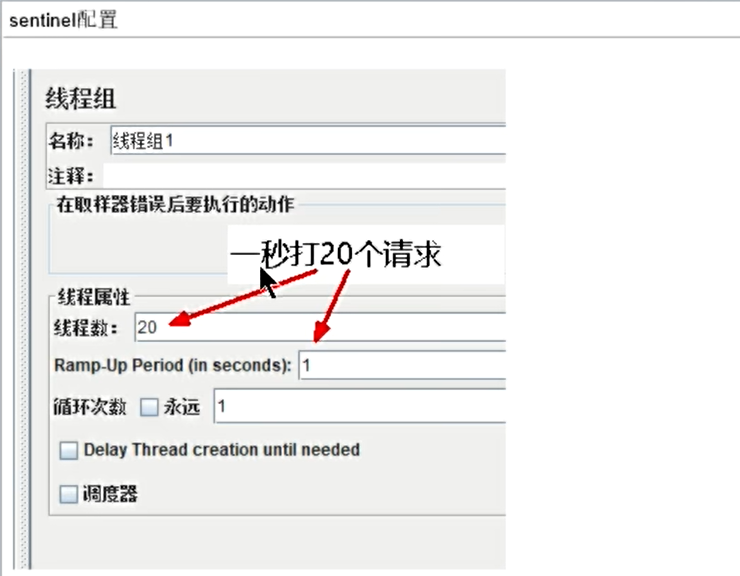 sentinel配置
线程组
名称： 线程组1
注释：
在取样器错误后要执行的动作
一秒打20个请求
线程属性
线程数： 20
Ramp-Up Period (in seconds): 1
循环次数 永远 1
Delay Thread creation until needed
调度器